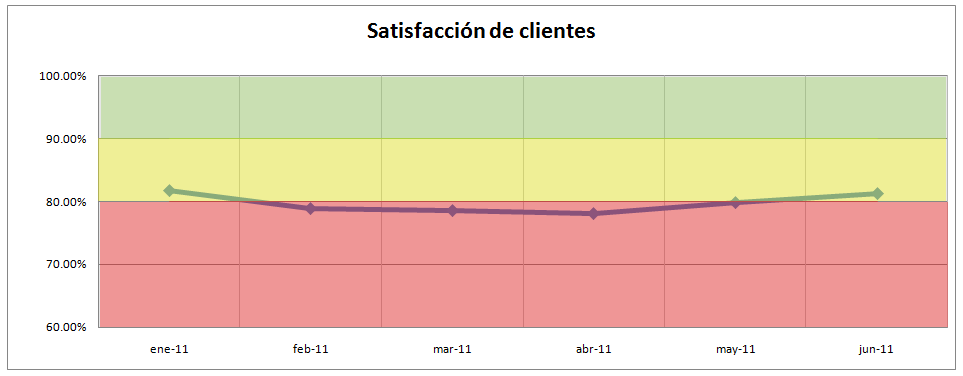 Satisfacción de clientes
100.00%
90.00%
80.00%
70.00%
60.00%
ene-11 feb-11 mar-11 abr-11 may-11 jun-11